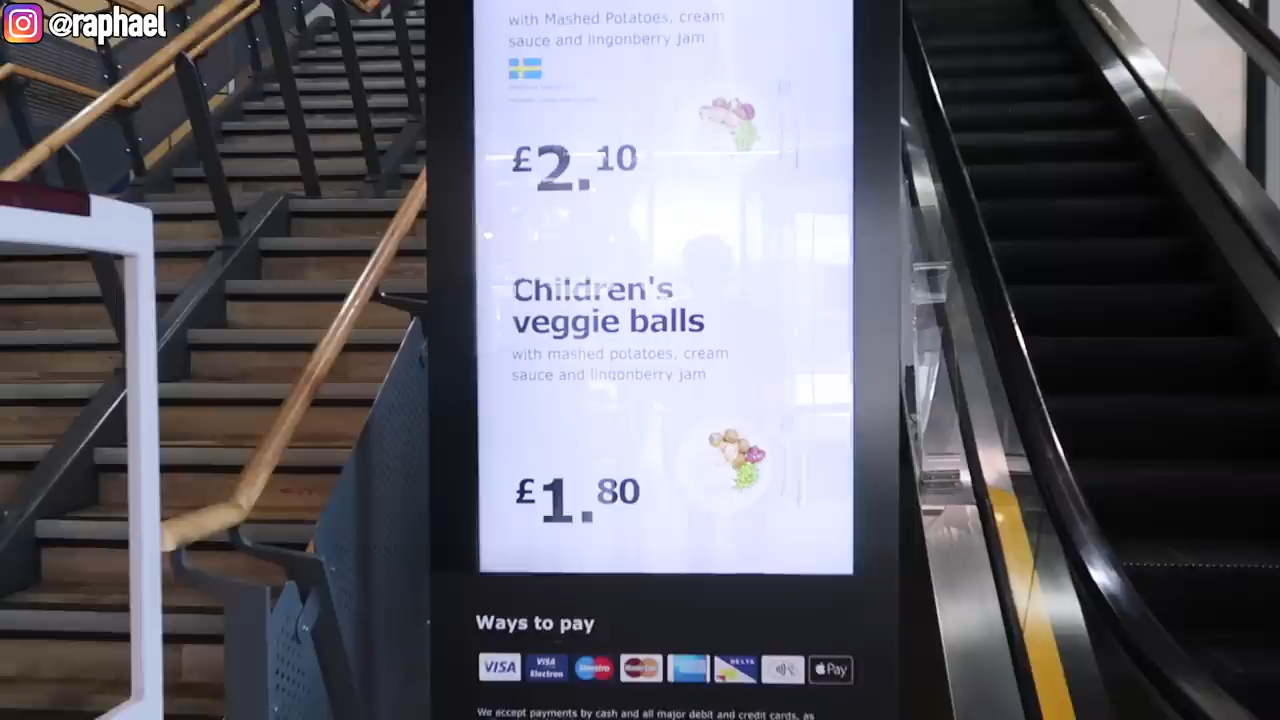 @raphael
with Mashed Potatoes, cream
sauce and lingonberry jam
£2.10
Children's
veggie balls
with mashed potatoes, cream
sauce and lingonberry jam
£1.80
Ways to pay
VISA
VISA Electron
Maestro
MasterCard
DELTA
Pay
We accept payments by cash and all major debit and credit cards, as